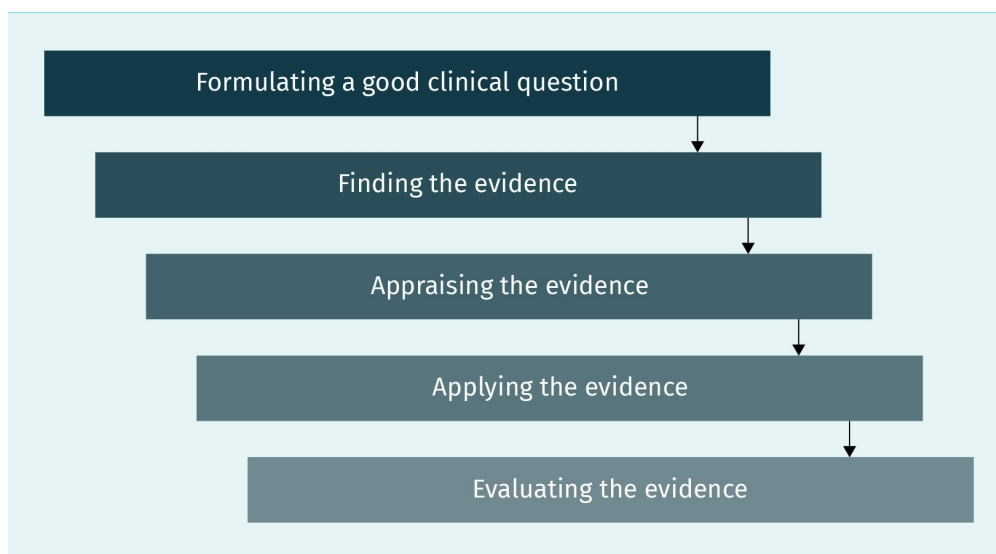 Formulating a good clinical question
Finding the evidence
Appraising the evidence
Applying the evidence
Evaluating the evidence